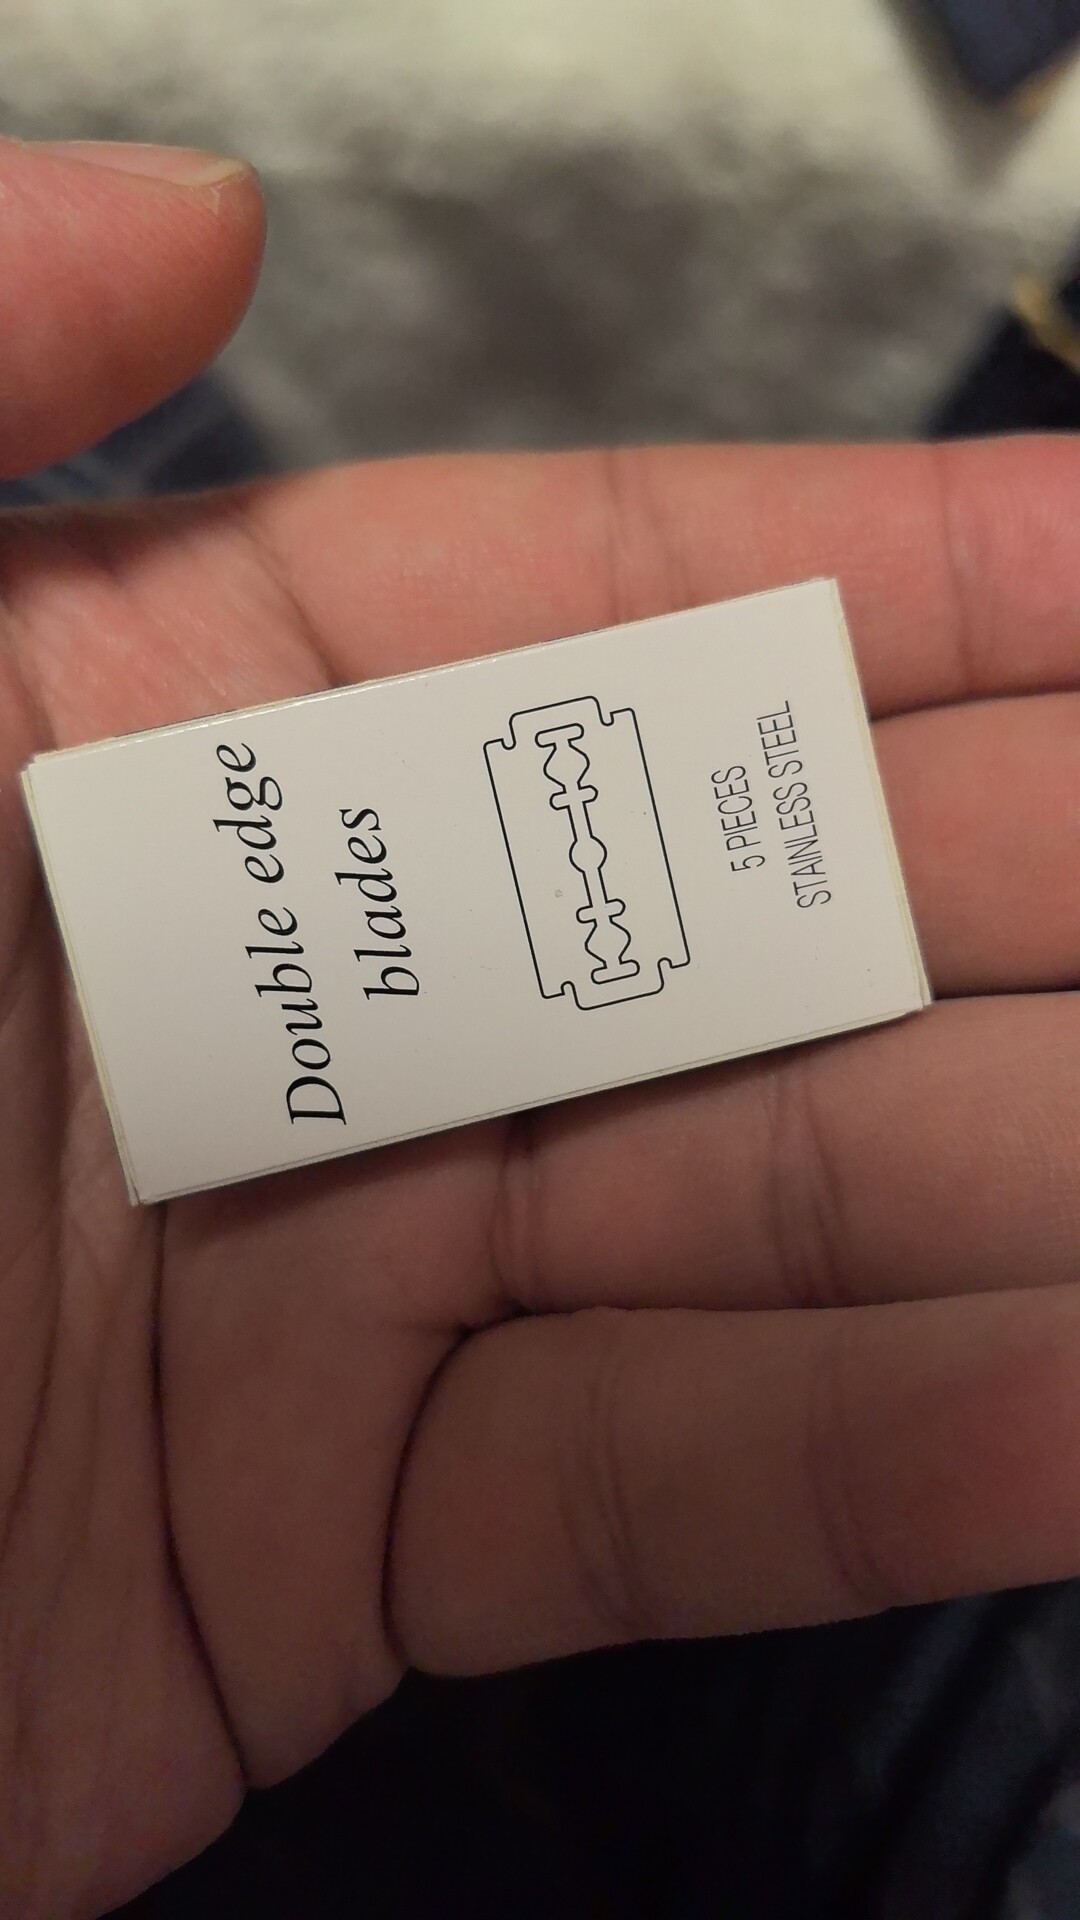 Double edge
blades
5 PIECES
STAINLESS STEEL